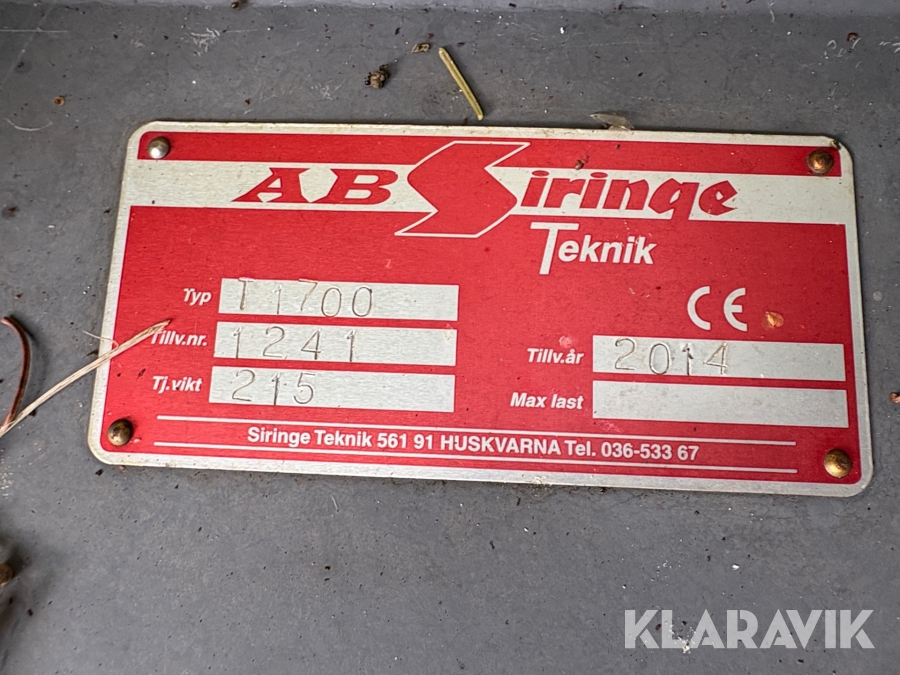 AB Siringe
Teknik
Typ T1700
CE
Tillv.nr. 1241
Tillv.år 2014
Tj.vikt 215
Max last
Siringe Teknik 561 91 HUSKVARNA Tel. 036-533 67
KLARAVIK